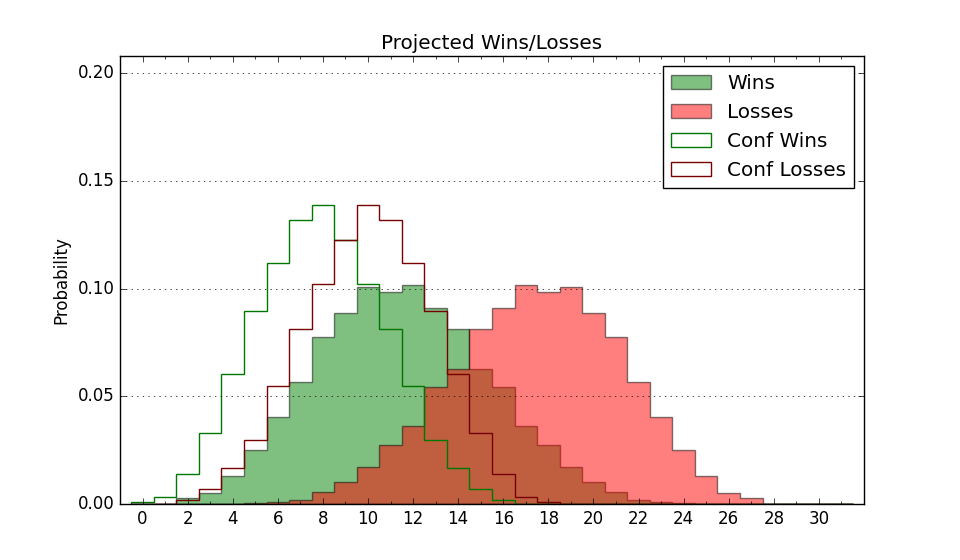 Projected Wins/Losses
0.20
0.15
0.10
0.05
0.00
Probability
Wins
Losses
Conf Wins
Conf Losses
0 2 4 6 8 10 12 14 16 18 20 22 24 26 28 30